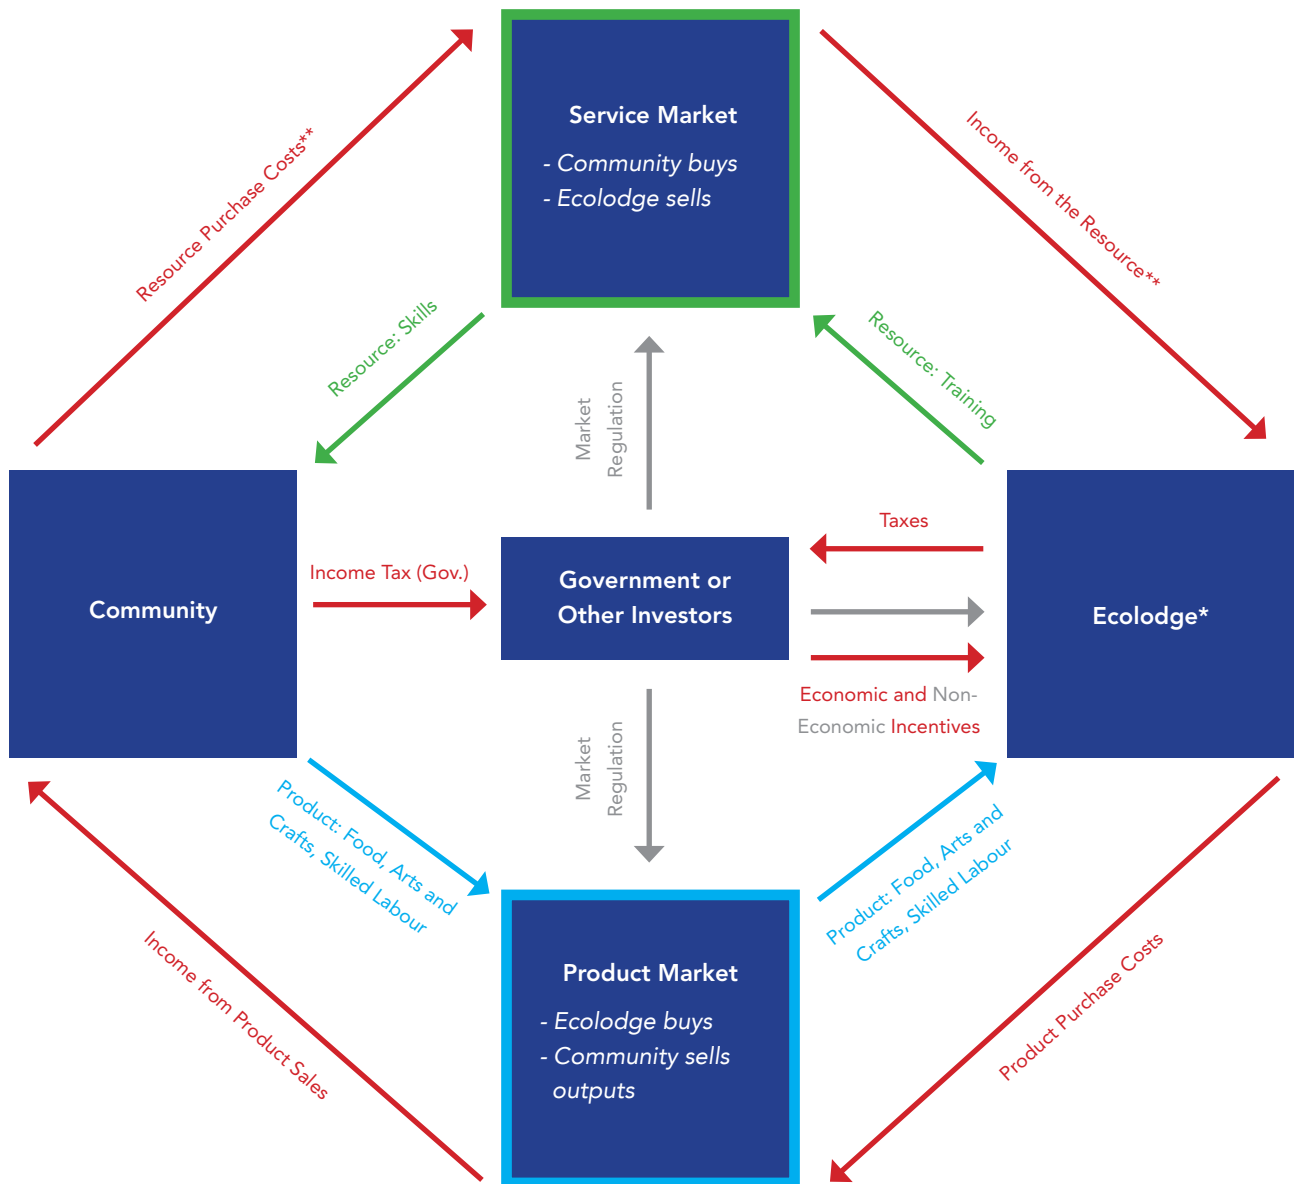 Service Market
- Community buys
- Ecolodge sells
Resource Purchase Costs**
Income from the Resource**
Resource: Skills
Resource: Training
Market
Regulation
Taxes
Income Tax (Gov.)
Community
Government or
Other Investors
Ecolodge*
Economic and Non-
Economic Incentives
Market
Regulation
Product: Food, Arts and
Crafts, Skilled Labour
Product: Food, Arts and
Crafts, Skilled Labour
Income from Product Sales
Product Purchase Costs
Product Market
- Ecolodge buys
- Community sells
outputs